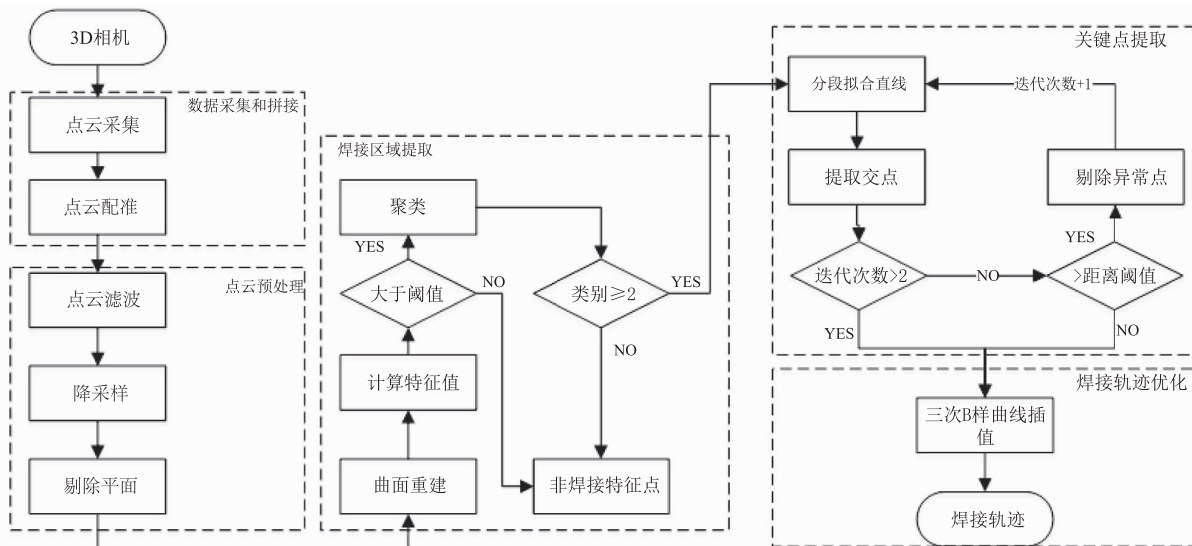 3D相机
数据采集和拼接
点云采集
点云配准
点云预处理
点云滤波
降采样
剔除平面
焊接区域提取
聚类
YES
大于阈值
NO
计算特征值
曲面重建
类别≥2
YES
NO
非焊接特征点
关键点提取
分段拟合直线
迭代次数+1
提取交点
剔除异常点
YES
迭代次数>2
NO
>距离阈值
YES
NO
焊接轨迹优化
三次B样曲线插
值
焊接轨迹